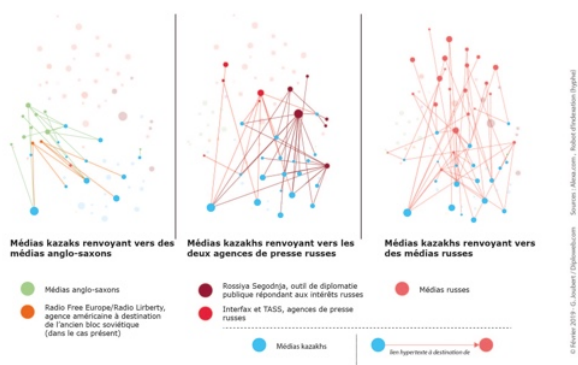 Médias kazaks renvoyant vers des
médias anglo-saxons
Médias kazakhs renvoyant vers les
deux agences de presse russes
Médias kazakhs renvoyant vers
des médias russes
Médias anglo-saxons
Radio Free Europe/Radio Lirberty,
agence américaine à destination
de l'ancien bloc soviétique
(dans le cas présent)
Rossiya Segodnja, outil de diplomatie
publique répondant aux intérêts russes
Interfax et TASS, agences de presse
russes
Médias russes
Médias kazakhs
lien hypertexte à destination de
© Février 2019 - G. Joubert / Diploweb.com Sources : Alexa.com , Robot d'indexation (hyphe)